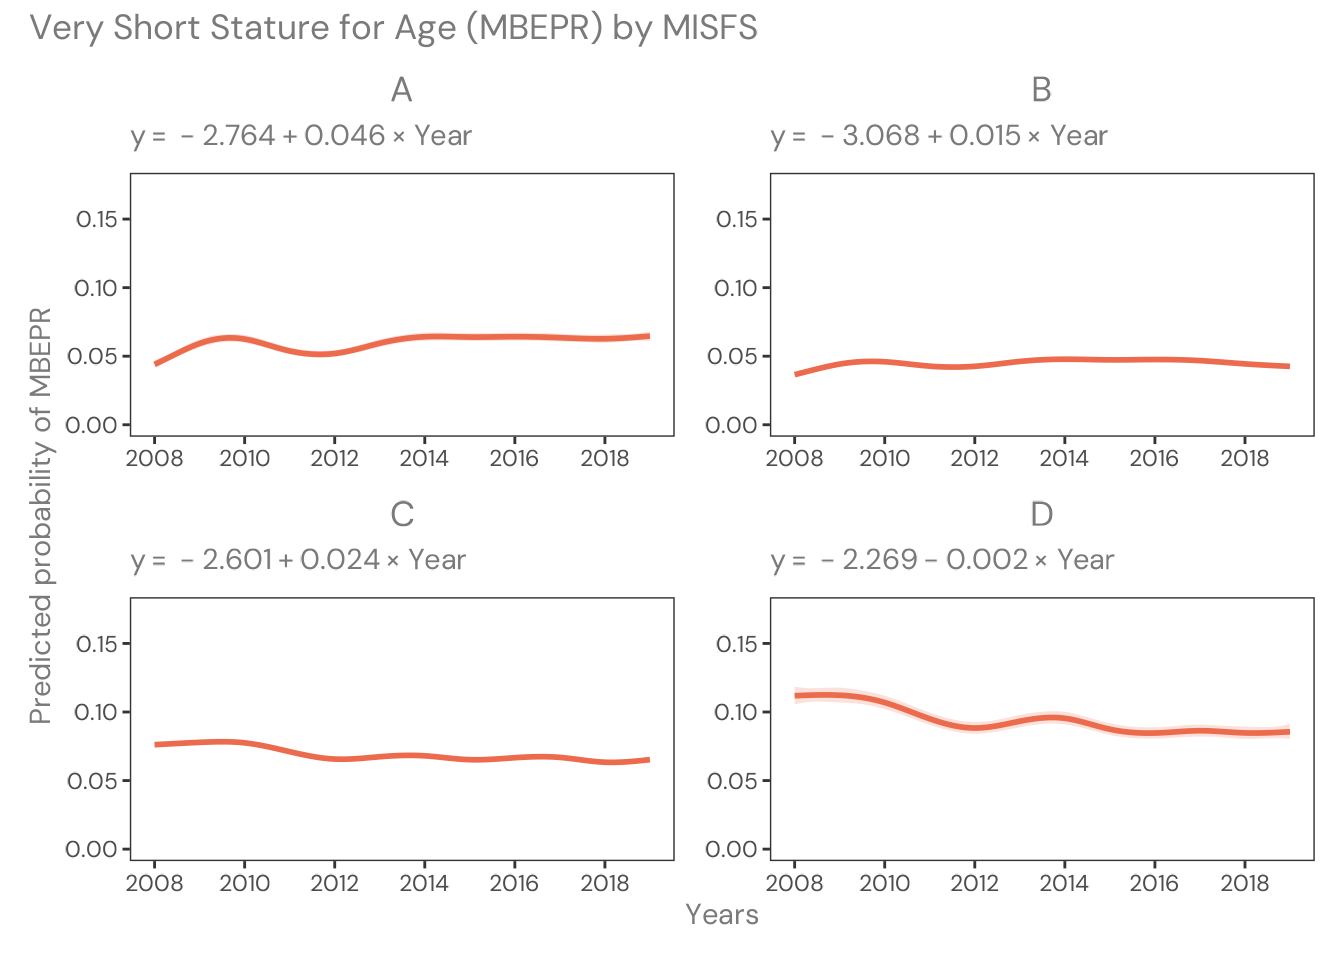 Very Short Stature for Age (MBEPR) by MISFS
A
y = − 2.764 + 0.046 × Year
0.15
0.10
0.05
0.00
2008 2010 2012 2014 2016 2018
B
y = − 3.068 + 0.015 × Year
0.15
0.10
0.05
0.00
2008 2010 2012 2014 2016 2018
Predicted probability of MBEPR
C
y = − 2.601 + 0.024 × Year
0.15
0.10
0.05
0.00
2008 2010 2012 2014 2016 2018
D
y = − 2.269 − 0.002 × Year
0.15
0.10
0.05
0.00
2008 2010 2012 2014 2016 2018
Years